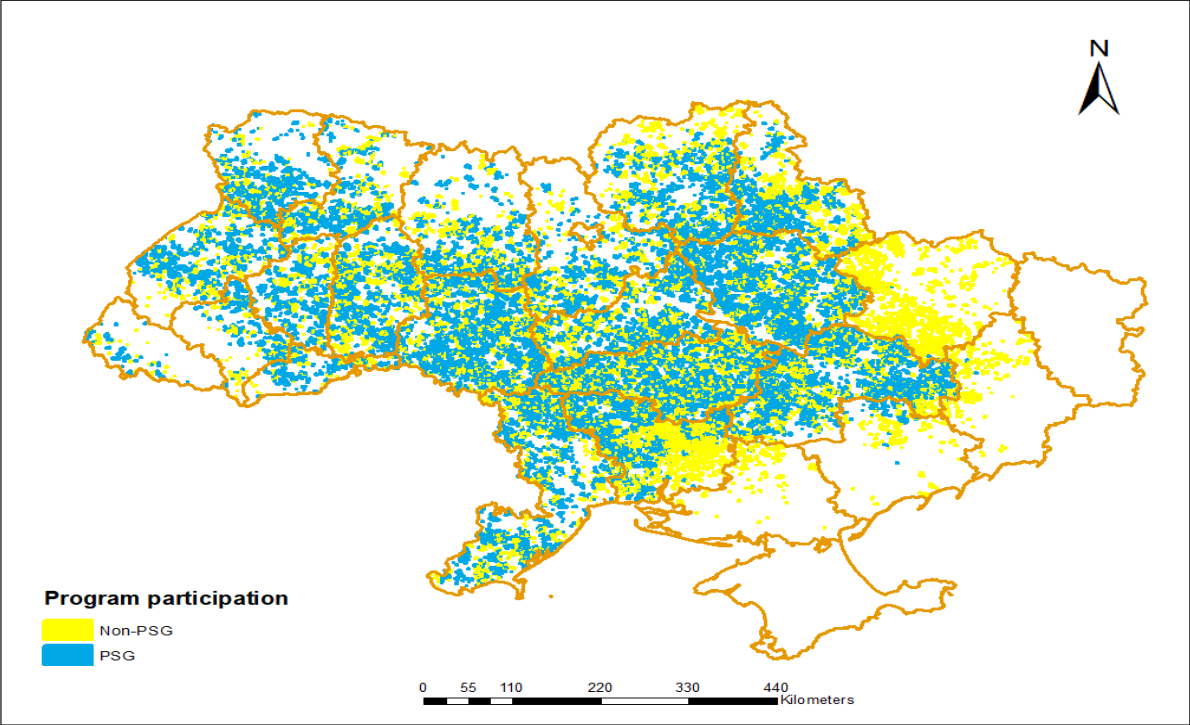 N
Program participation
Non-PSG
PSG
0 55 110 220 330 440
Kilometers